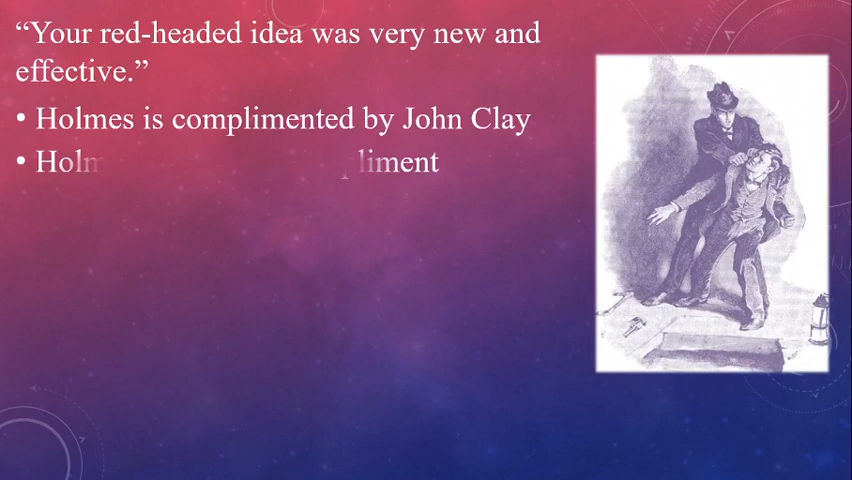 “Your red-headed idea was very new and
effective.”
• Holmes is complimented by John Clay